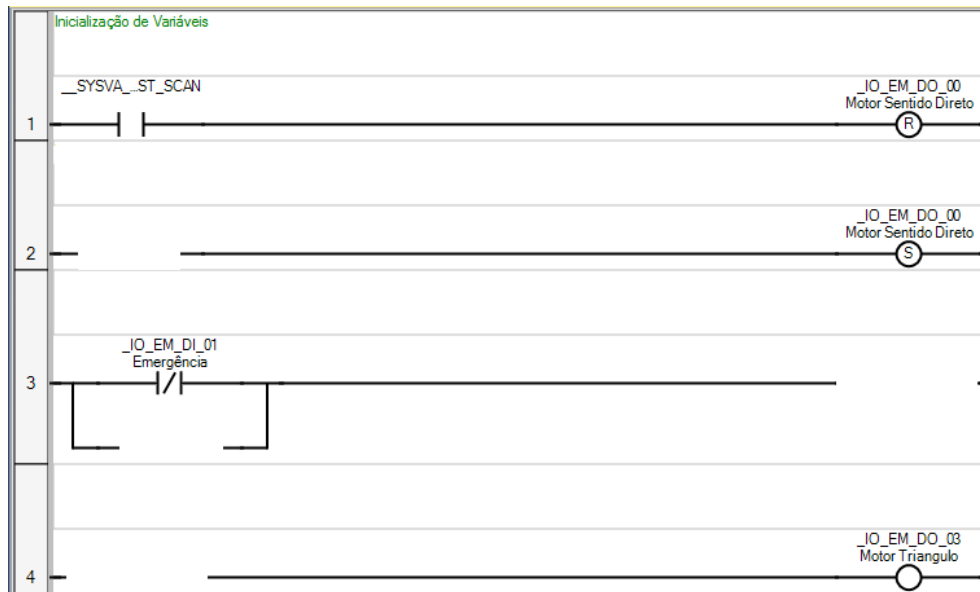 Inicialização de Variáveis
__SYSVA_...ST_SCAN
_IO_EM_DO_00
Motor Sentido Direto
1
R
_IO_EM_DO_00
Motor Sentido Direto
2
S
_IO_EM_DI_01
Emergência
3
_IO_EM_DO_03
Motor Triangulo
4